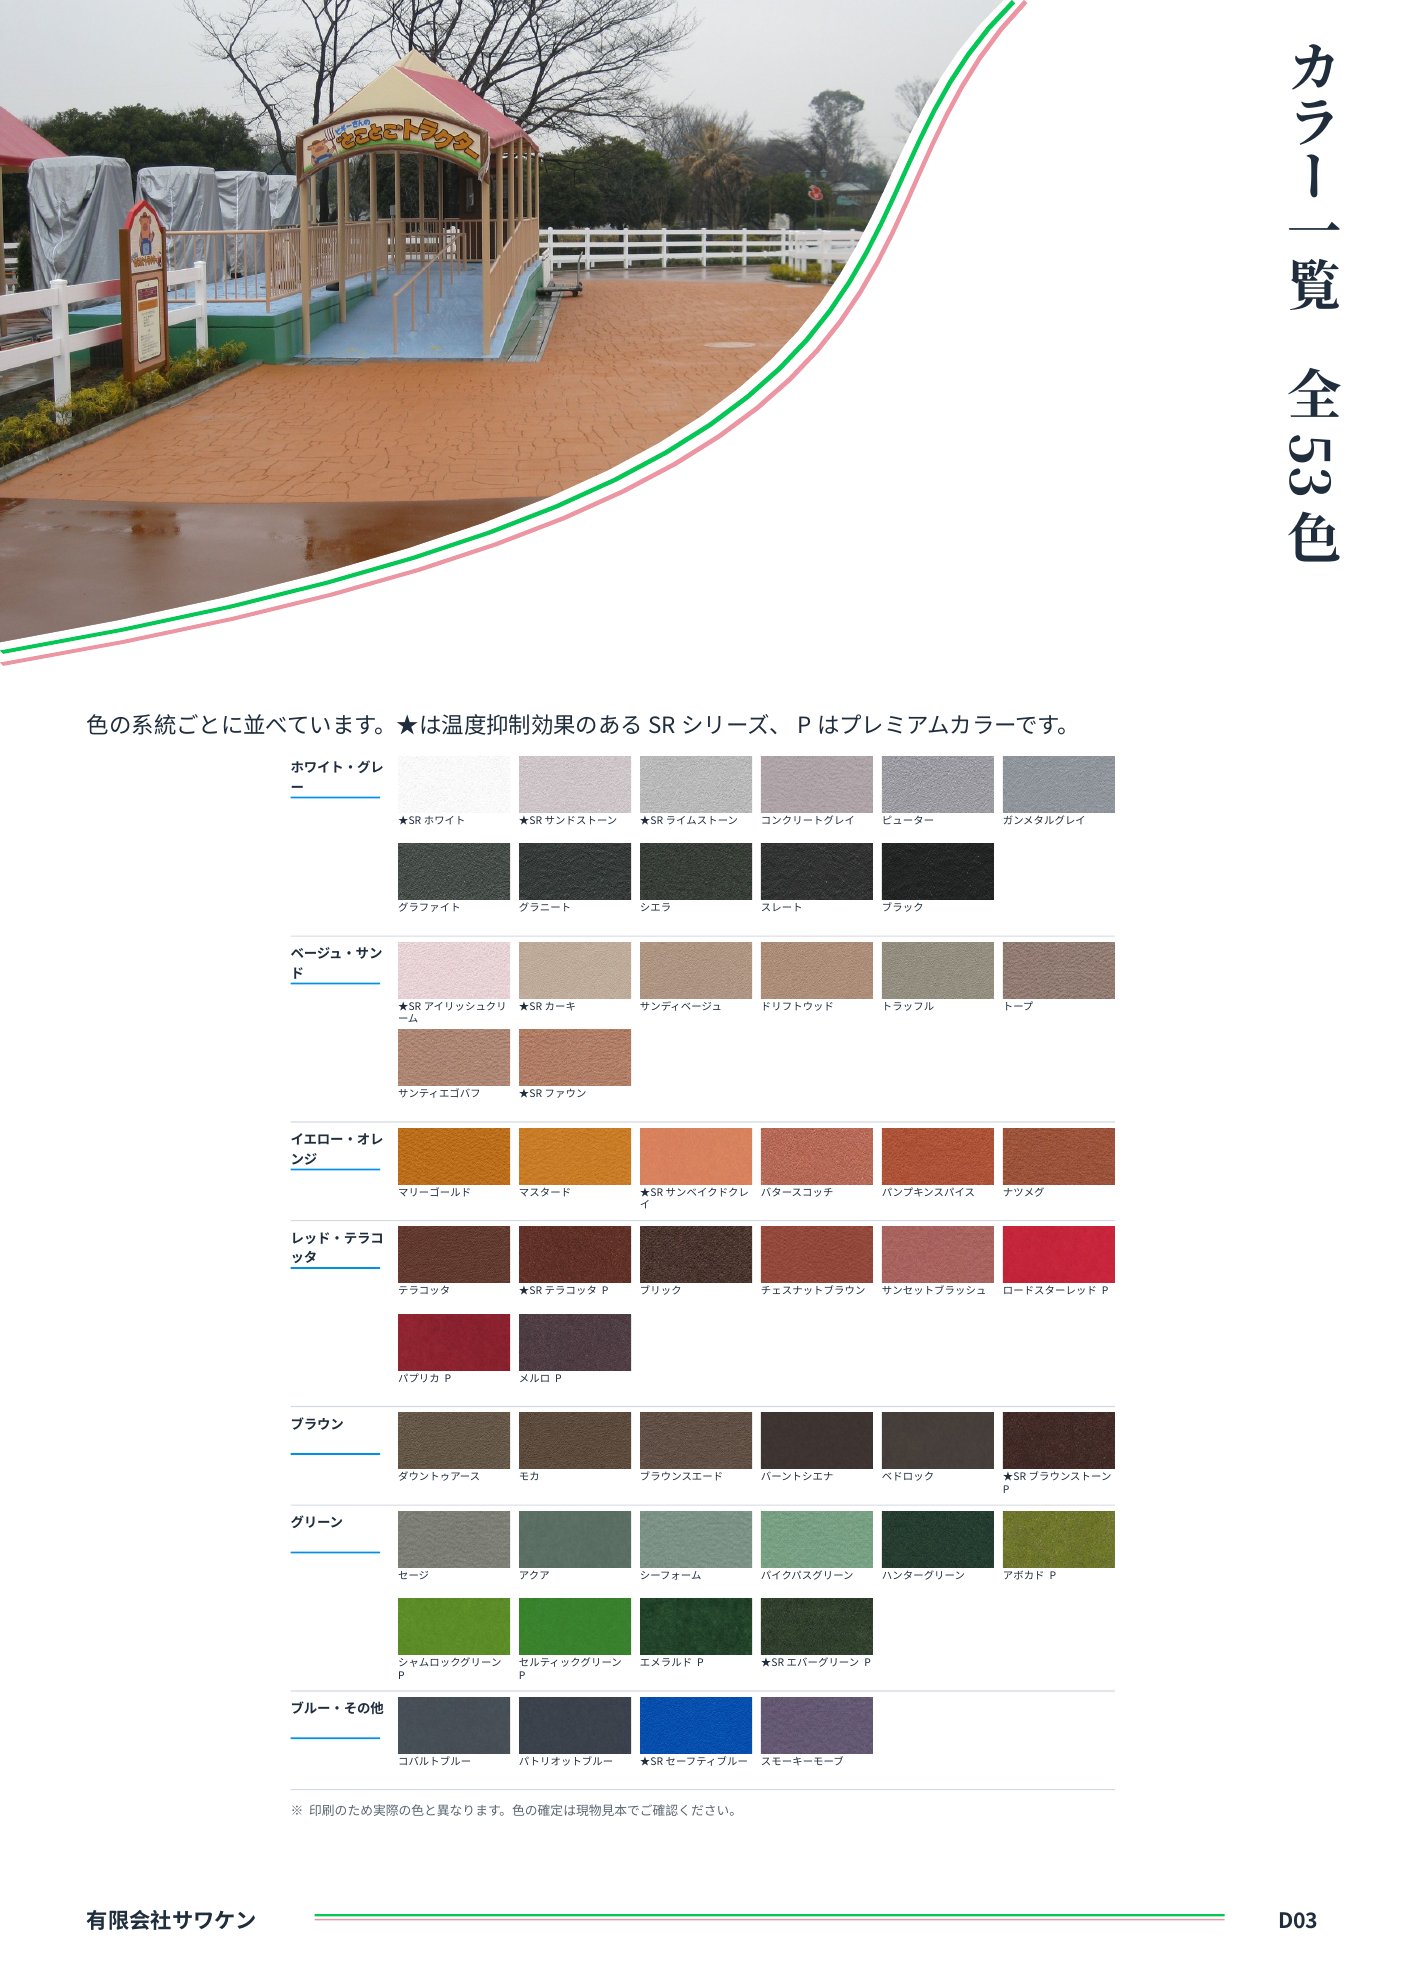 カラー一覧　全53色
ピギーさんの
とことこトラクター
色の系統ごとに並べています。★は温度抑制効果のある SR シリーズ、 P はプレミアムカラーです。
ホワイト・グレ
ー
★SR ホワイト
★SR サンドストーン
★SR ライムストーン
コンクリートグレイ
ピューター
ガンメタルグレイ
グラファイト
グラニート
シエラ
スレート
ブラック
ベージュ・サン
ド
★SR アイリッシュクリ
ーム
★SR カーキ
サンディベージュ
ドリフトウッド
トラッフル
トープ
サンティエゴバフ
★SR ファウン
イエロー・オレ
ンジ
マリーゴールド
マスタード
★SR サンベイクドクレ
イ
バタースコッチ
パンプキンスパイス
ナツメグ
レッド・テラコ
ッタ
テラコッタ
★SR テラコッタ P
ブリック
チェスナットブラウン
サンセットブラッシュ
ロードスターレッド P
パプリカ P
メルロ P
ブラウン
ダウントゥアース
モカ
ブラウンスエード
バーントシエナ
ベドロック
★SR ブラウンストーン
P
グリーン
セージ
アクア
シーフォーム
パイクパスグリーン
ハンターグリーン
アボカド P
シャムロックグリーン
P
セルティックグリーン
P
エメラルド P
★SR エバーグリーン P
ブルー・その他
コバルトブルー
パトリオットブルー
★SR セーフティブルー
スモーキーモーブ
※ 印刷のため実際の色と異なります。色の確定は現物見本でご確認ください。
有限会社サワケン
D03